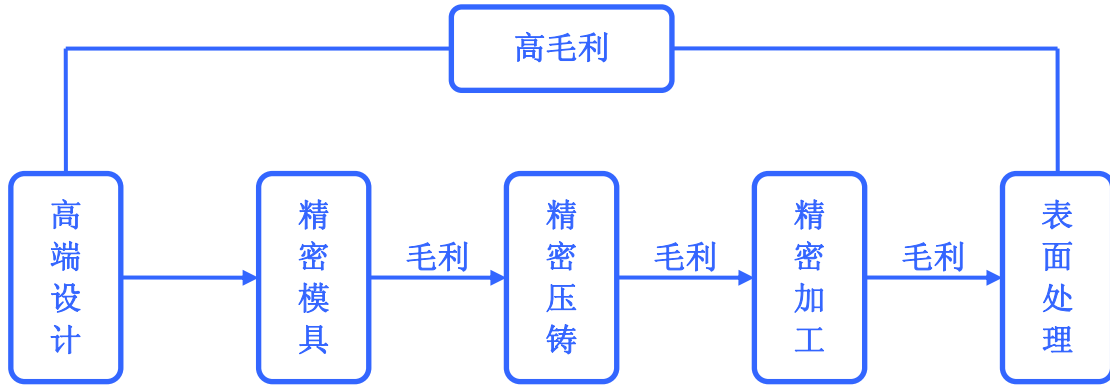 高毛利
高端设计
精密模具
毛利
精密压铸
毛利
精密加工
毛利
表面处理